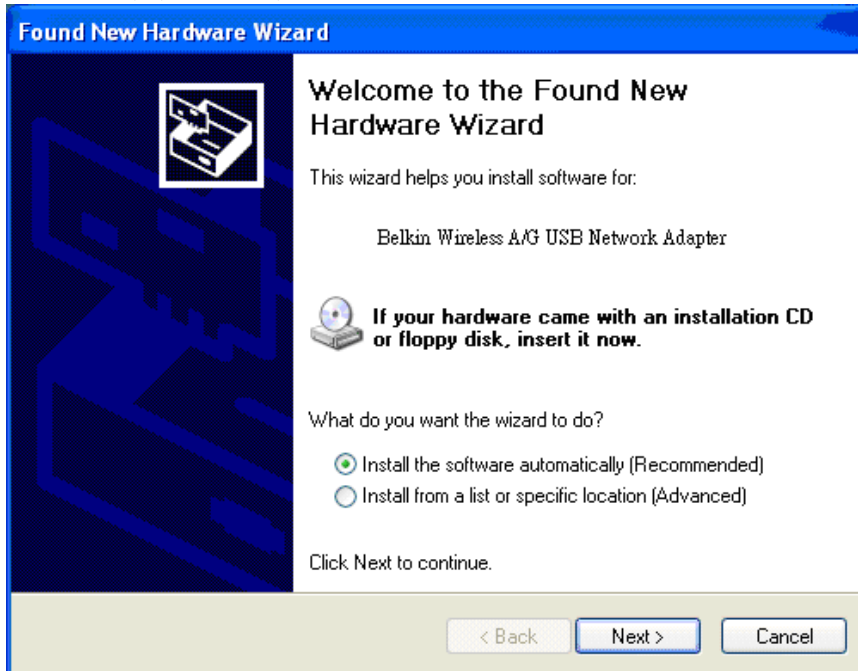 Found New Hardware Wizard
Welcome to the Found New
Hardware Wizard
This wizard helps you install software for:
Belkin Wireless A/G USB Network Adapter
If your hardware came with an installation CD
or floppy disk, insert it now.
What do you want the wizard to do?
Install the software automatically (Recommended)
Install from a list or specific location (Advanced)
Click Next to continue.
< Back Next > Cancel